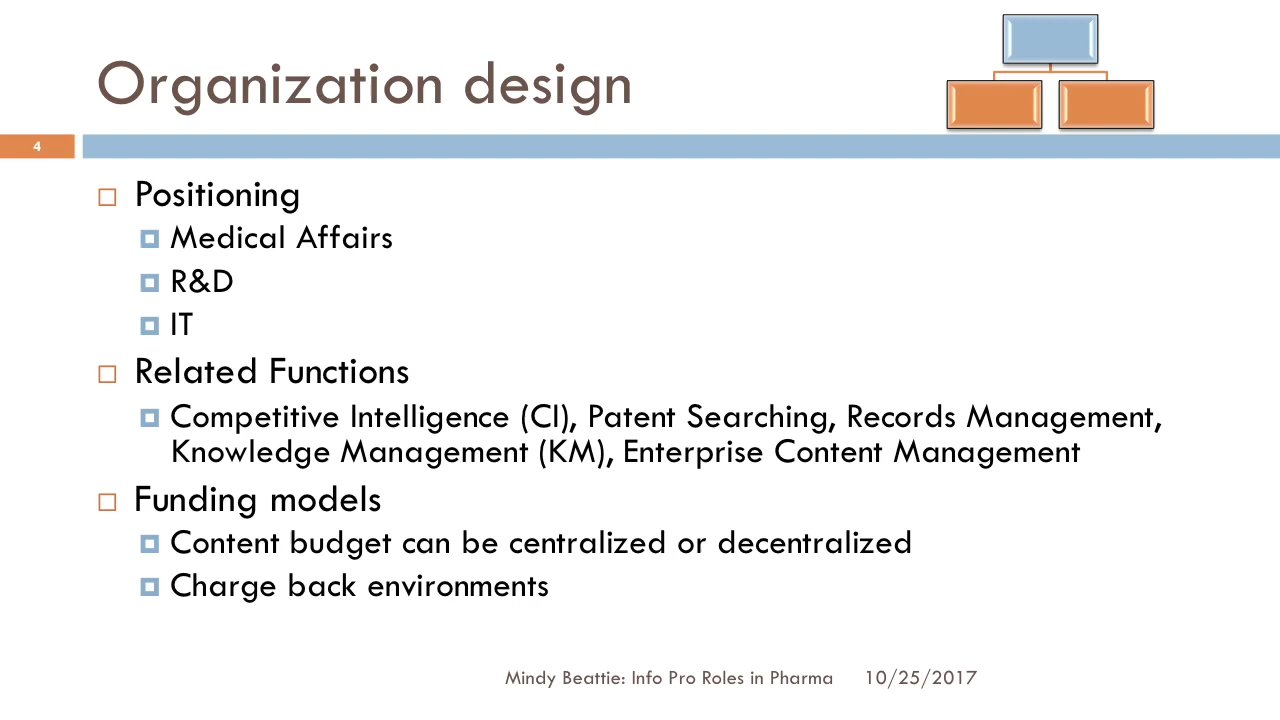 Organization design
4
Positioning
Medical Affairs
R&D
IT
Related Functions
Competitive Intelligence (CI), Patent Searching, Records Management,
Knowledge Management (KM), Enterprise Content Management
Funding models
Content budget can be centralized or decentralized
Charge back environments
Mindy Beattie: Info Pro Roles in Pharma 10/25/2017